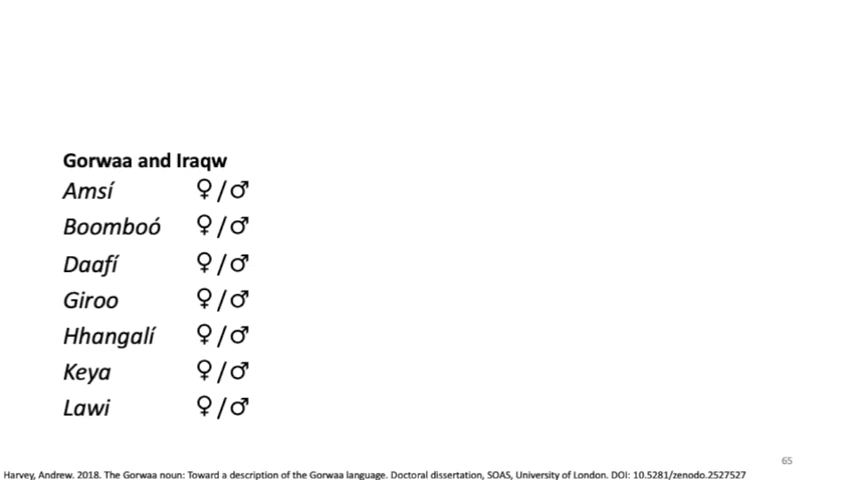 Gorwaa and Iraqw
Amsí ♀/♂
Boomboó ♀/♂
Daafí ♀/♂
Giroo ♀/♂
Hhangalí ♀/♂
Keya ♀/♂
Lawi ♀/♂
65
Harvey, Andrew. 2018. The Gorwaa noun: Toward a description of the Gorwaa language. Doctoral dissertation, SOAS, University of London. DOI: 10.5281/zenodo.2527527